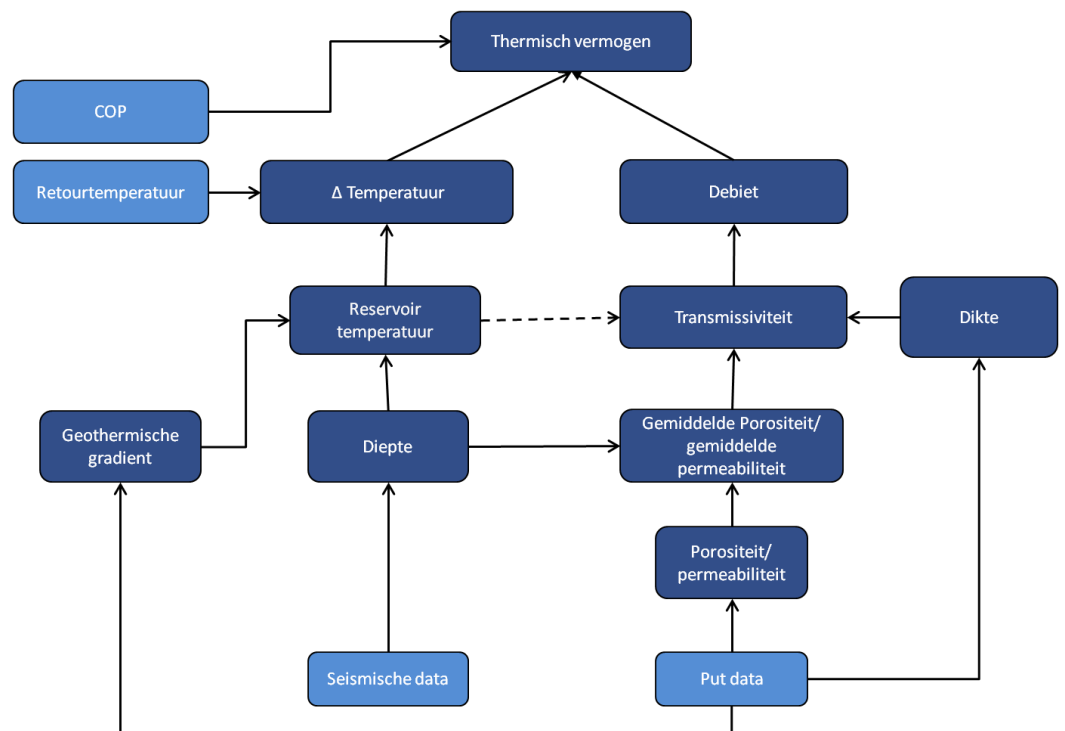 Thermisch vermogen
COP
Retourtemperatuur
Δ Temperatuur
Debiet
Reservoir
temperatuur
Transmissiviteit
Dikte
Geothermische
gradient
Diepte
Gemiddelde Porositeit/
gemiddelde
permeabiliteit
Porositeit/
permeabiliteit
Seismische data
Put data